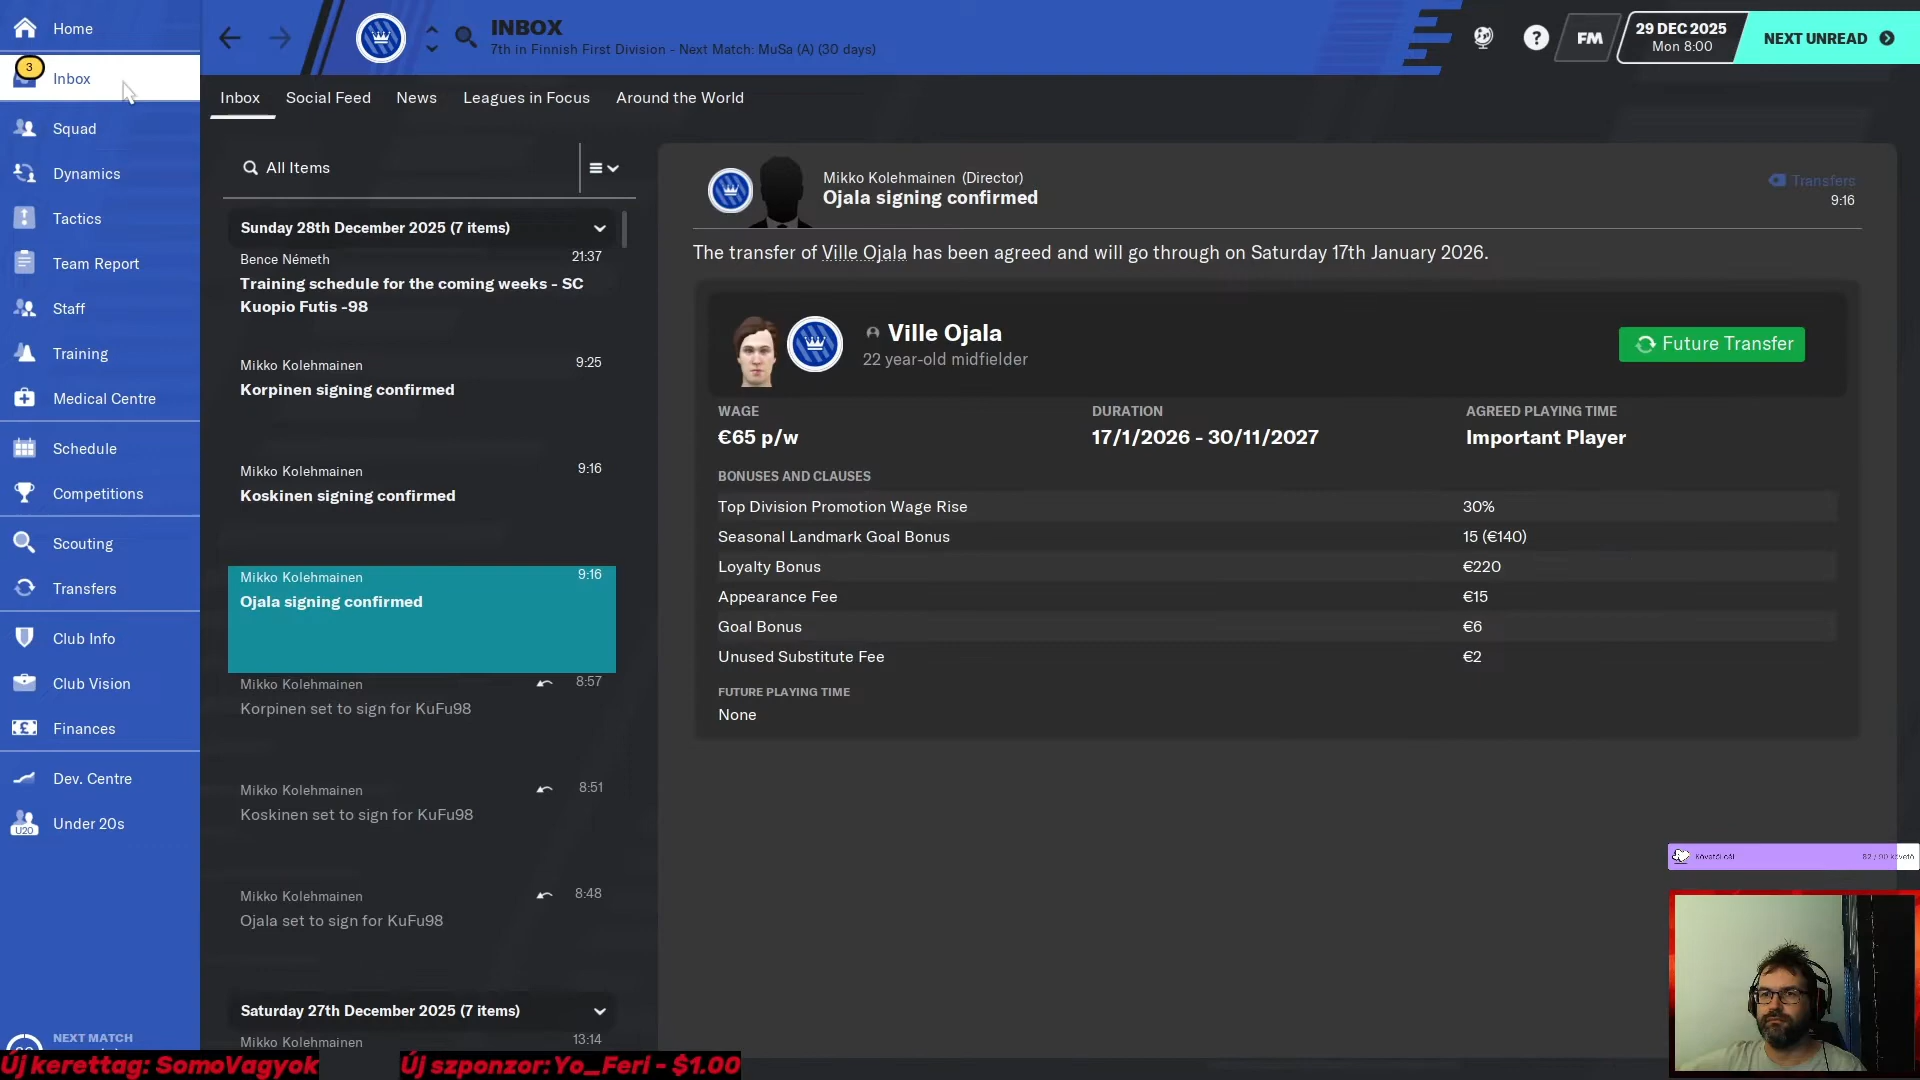 Home
3
Inbox
Squad
Dynamics
Tactics
Team Report
Staff
Training
Medical Centre
Schedule
Competitions
Scouting
Transfers
Club Info
Club Vision
Finances
Dev. Centre
U20
Under 20s
NEXT MATCH
INBOX
7th in Finnish First Division - Next Match: MuSa (A) (30 days)
?
FM
29 DEC 2025
Mon 8:00
NEXT UNREAD
Inbox
Social Feed
News
Leagues in Focus
Around the World
All Items
Sunday 28th December 2025 (7 items)
Bence Németh
21:37
Training schedule for the coming weeks - SC
Kuopio Futis -98
Mikko Kolehmainen
9:25
Korpinen signing confirmed
Mikko Kolehmainen
9:16
Koskinen signing confirmed
Mikko Kolehmainen
9:16
Ojala signing confirmed
Mikko Kolehmainen
8:57
Korpinen set to sign for KuFu98
Mikko Kolehmainen
8:51
Koskinen set to sign for KuFu98
Mikko Kolehmainen
8:48
Ojala set to sign for KuFu98
Saturday 27th December 2025 (7 items)
Mikko Kolehmainen
13:14
Mikko Kolehmainen (Director)
Ojala signing confirmed
Transfers
9:16
The transfer of Ville Ojala has been agreed and will go through on Saturday 17th January 2026.
Ville Ojala
22 year-old midfielder
Future Transfer
WAGE
€65 p/w
DURATION
17/1/2026 - 30/11/2027
AGREED PLAYING TIME
Important Player
BONUSES AND CLAUSES
Top Division Promotion Wage Rise 30%
Seasonal Landmark Goal Bonus 15 (€140)
Loyalty Bonus €220
Appearance Fee €15
Goal Bonus €6
Unused Substitute Fee €2
FUTURE PLAYING TIME
None
Követői cél 82 / 90 követő
Új kerettag: SomoVagyok
Új szponzor: Yo_Feri - $1.00